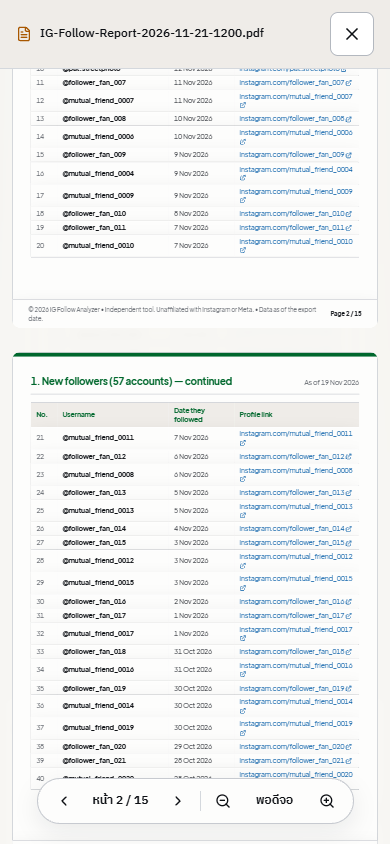 IG-Follow-Report-2026-11-21-1200.pdf
11 @follower_fan_007 11 Nov 2026 instagram.com/follower_fan_007
12 @mutual_friend_0007 11 Nov 2026 instagram.com/mutual_friend_0007
13 @follower_fan_008 10 Nov 2026 instagram.com/follower_fan_008
14 @mutual_friend_0006 10 Nov 2026 instagram.com/mutual_friend_0006
15 @follower_fan_009 9 Nov 2026 instagram.com/follower_fan_009
16 @mutual_friend_0004 9 Nov 2026 instagram.com/mutual_friend_0004
17 @mutual_friend_0009 9 Nov 2026 instagram.com/mutual_friend_0009
18 @follower_fan_010 8 Nov 2026 instagram.com/follower_fan_010
19 @follower_fan_011 7 Nov 2026 instagram.com/follower_fan_011
20 @mutual_friend_0010 7 Nov 2026 instagram.com/mutual_friend_0010
© 2026 IG Follow Analyzer • Independent tool. Unaffiliated with Instagram or Meta. • Data as of the export
date.
Page 2 / 15
1. New followers (57 accounts) — continued As of 19 Nov 2026
No. Username Date they followed Profile link
21 @mutual_friend_0011 7 Nov 2026 instagram.com/mutual_friend_0011
22 @follower_fan_012 6 Nov 2026 instagram.com/follower_fan_012
23 @mutual_friend_0008 6 Nov 2026 instagram.com/mutual_friend_0008
24 @follower_fan_013 5 Nov 2026 instagram.com/follower_fan_013
25 @mutual_friend_0013 5 Nov 2026 instagram.com/mutual_friend_0013
26 @follower_fan_014 4 Nov 2026 instagram.com/follower_fan_014
27 @follower_fan_015 3 Nov 2026 instagram.com/follower_fan_015
28 @mutual_friend_0012 3 Nov 2026 instagram.com/mutual_friend_0012
29 @mutual_friend_0015 3 Nov 2026 instagram.com/mutual_friend_0015
30 @follower_fan_016 2 Nov 2026 instagram.com/follower_fan_016
31 @follower_fan_017 1 Nov 2026 instagram.com/follower_fan_017
32 @mutual_friend_0017 1 Nov 2026 instagram.com/mutual_friend_0017
33 @follower_fan_018 31 Oct 2026 instagram.com/follower_fan_018
34 @mutual_friend_0016 31 Oct 2026 instagram.com/mutual_friend_0016
35 @follower_fan_019 30 Oct 2026 instagram.com/follower_fan_019
36 @mutual_friend_0014 30 Oct 2026 instagram.com/mutual_friend_0014
37 @mutual_friend_0019 30 Oct 2026 instagram.com/mutual_friend_0019
38 @follower_fan_020 29 Oct 2026 instagram.com/follower_fan_020
39 @follower_fan_021 28 Oct 2026 instagram.com/follower_fan_021
40 instagram.com/mutual_friend_0020
หน้า 2 / 15 พอดีจอ